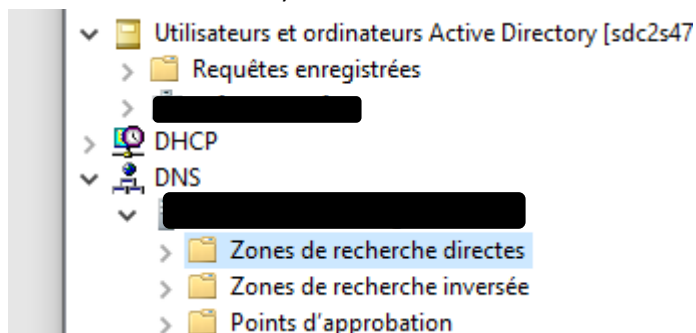 Utilisateurs et ordinateurs Active Directory [sdc2s47
Requêtes enregistrées
DHCP
DNS
Zones de recherche directes
Zones de recherche inversée
Points d'approbation